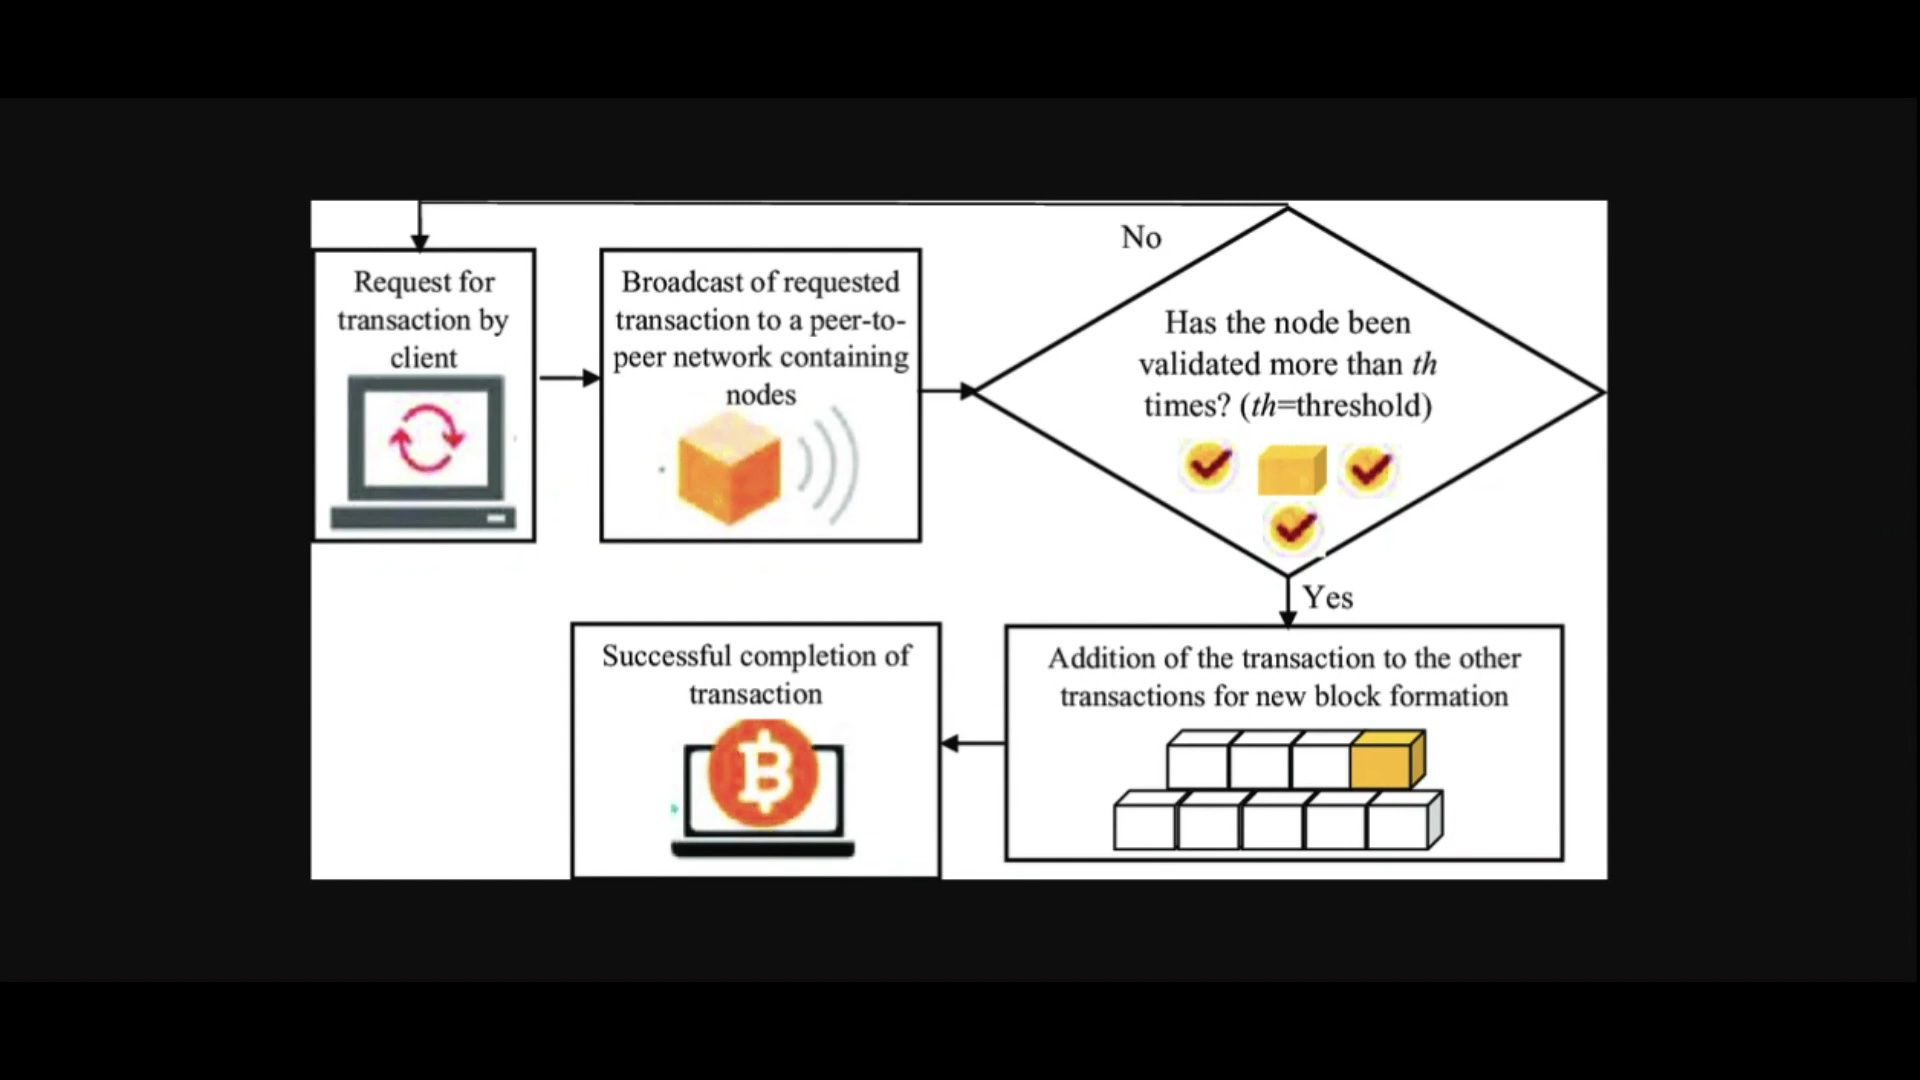 Request for
transaction by
client
Broadcast of requested
transaction to a peer-to-
peer network containing
nodes
No
Has the node been
validated more than th
times? (th=threshold)
Yes
Addition of the transaction to the other
transactions for new block formation
Successful completion of
transaction